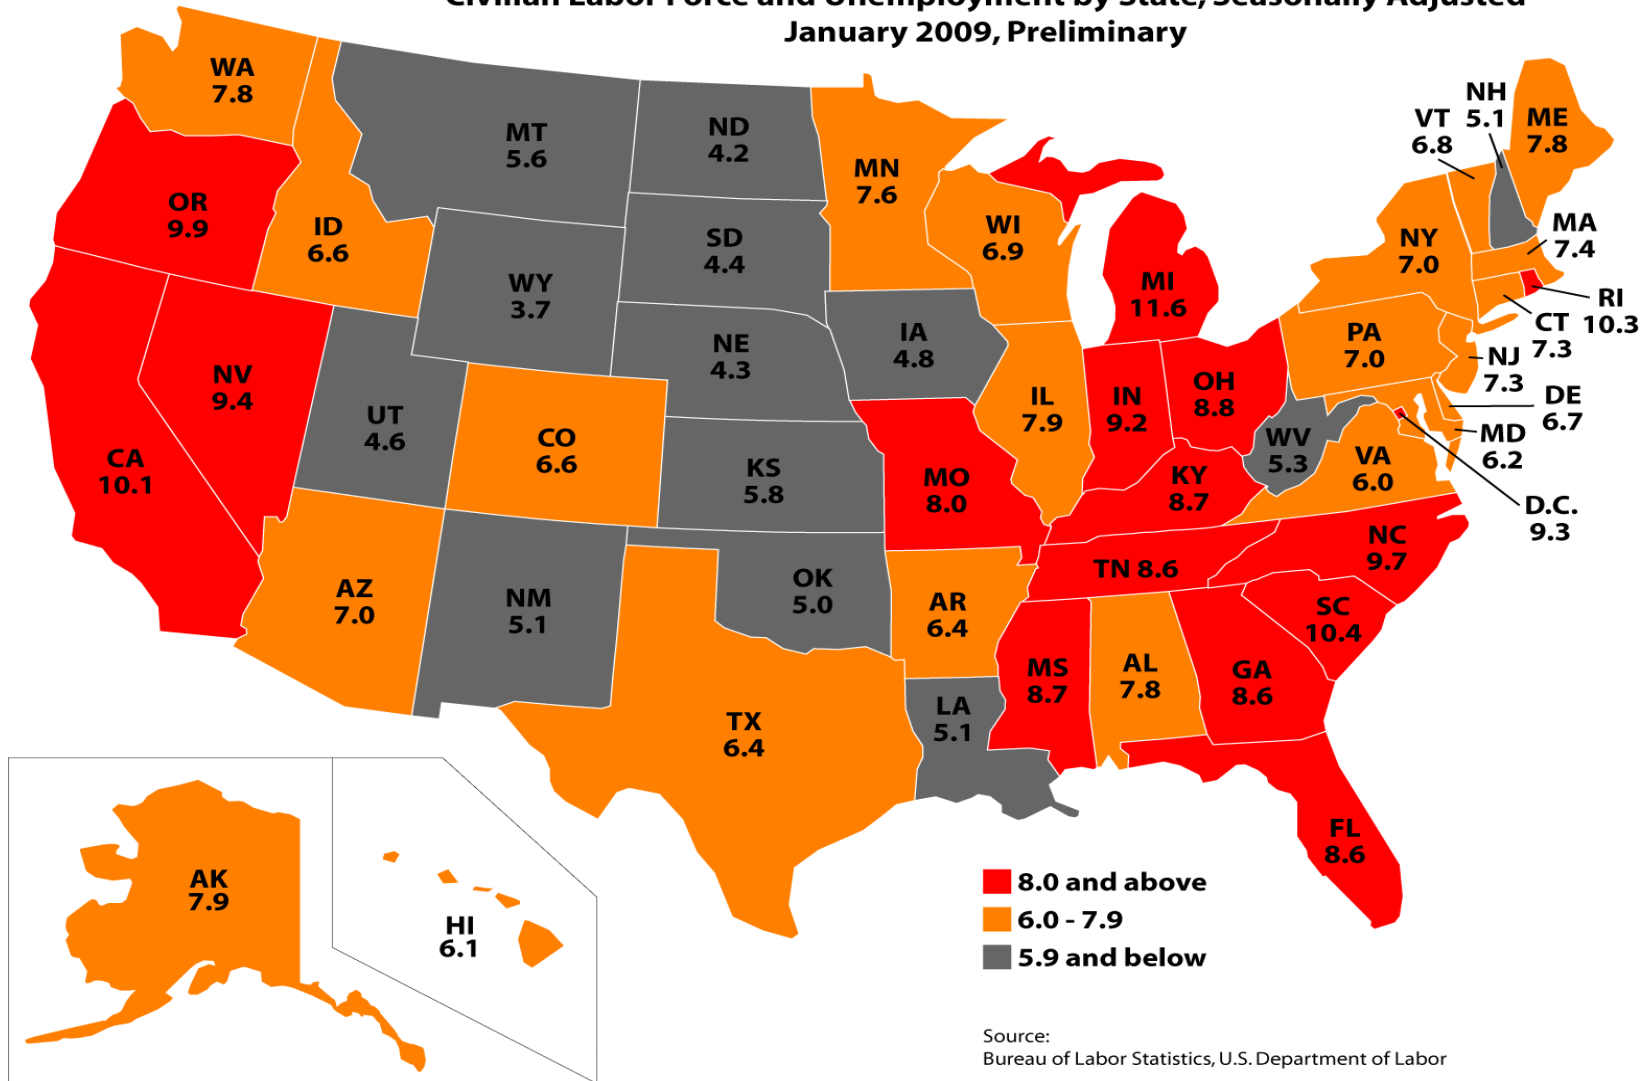 Civilian Labor Force and Unemployment by State, Seasonally Adjusted
January 2009, Preliminary
WA
7.8
MT
5.6
ND
4.2
MN
7.6
NH
5.1
VT
6.8
ME
7.8
OR
9.9
ID
6.6
SD
4.4
WI
6.9
MI
11.6
NY
7.0
MA
7.4
RI
10.3
CT
7.3
WY
3.7
IA
4.8
NE
4.3
PA
7.0
NJ
7.3
DE
6.7
MD
6.2
D.C.
9.3
NV
9.4
UT
4.6
CO
6.6
IL
7.9
IN
9.2
OH
8.8
WV
5.3
VA
6.0
CA
10.1
KS
5.8
MO
8.0
KY
8.7
NC
9.7
TN 8.6
AZ
7.0
NM
5.1
OK
5.0
AR
6.4
SC
10.4
MS
8.7
AL
7.8
GA
8.6
TX
6.4
LA
5.1
FL
8.6
AK
7.9
HI
6.1
8.0 and above
6.0 - 7.9
5.9 and below
Source:
Bureau of Labor Statistics, U.S. Department of Labor